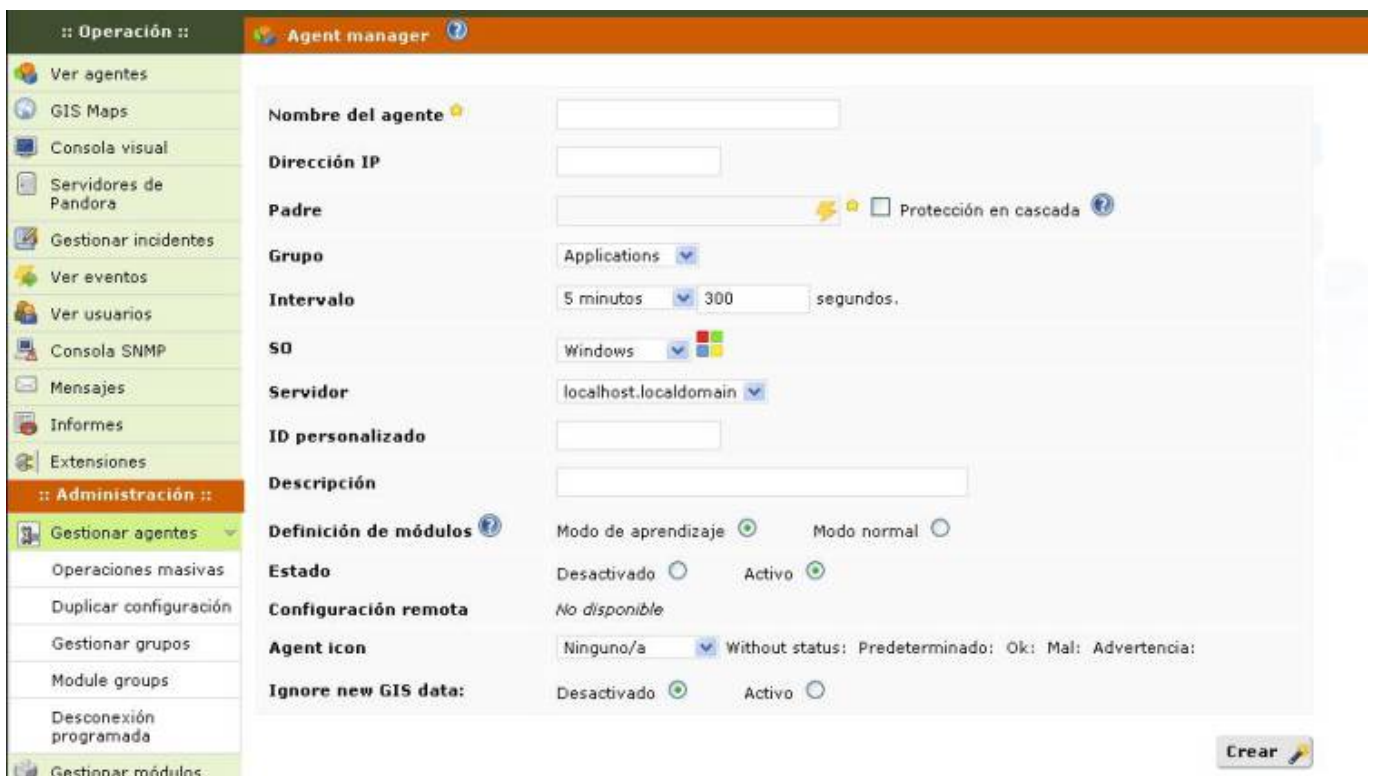 :: Operación ::
Ver agentes
GIS Maps
Consola visual
Servidores de
Pandora
Gestionar incidentes
Ver eventos
Ver usuarios
Consola SNMP
Mensajes
Informes
Extensiones
:: Administración ::
Gestionar agentes
Operaciones masivas
Duplicar configuración
Gestionar grupos
Module groups
Desconexión
programada
Gestionar módulos
Agent manager
Nombre del agente
Dirección IP
Padre Protección en cascada
Grupo Applications
Intervalo 5 minutos 300 segundos.
SO Windows
Servidor localhost.localdomain
ID personalizado
Descripción
Definición de módulos Modo de aprendizaje Modo normal
Estado Desactivado Activo
Configuración remota No disponible
Agent icon Ninguno/a Without status: Predeterminado: Ok: Mal: Advertencia:
Ignore new GIS data: Desactivado Activo
Crear